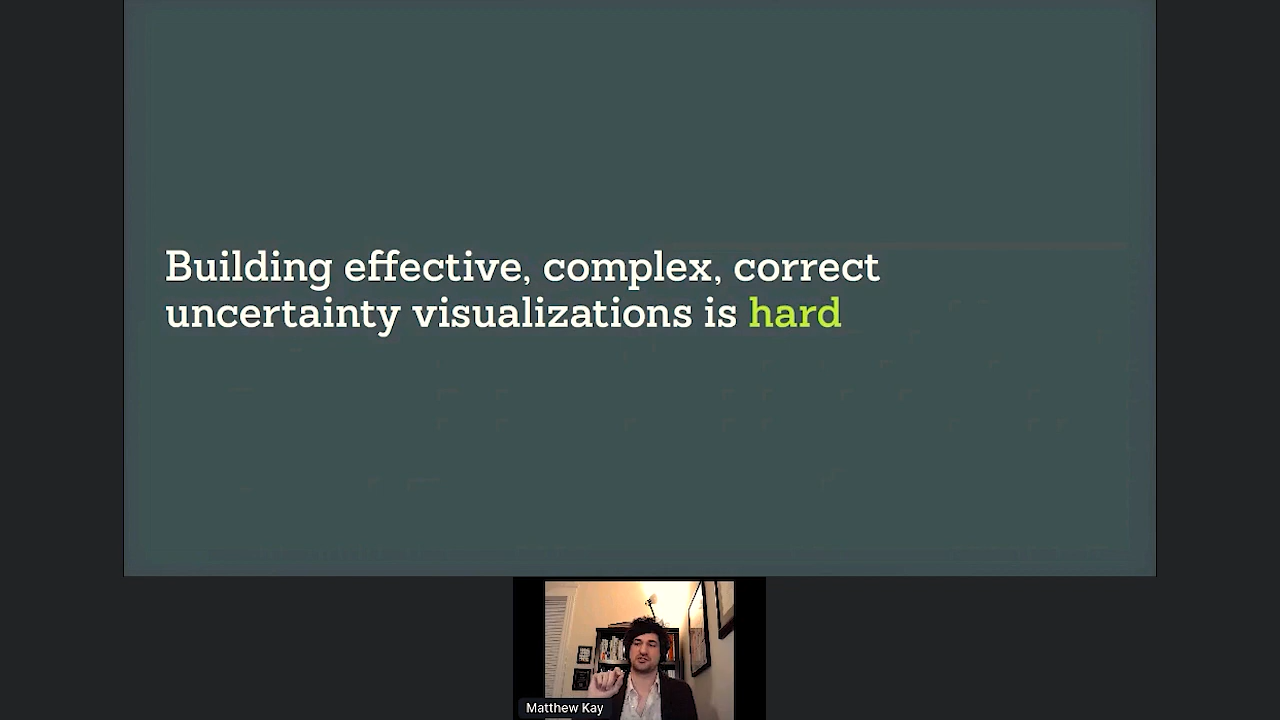 Building effective, complex, correct
uncertainty visualizations is hard
Matthew Kay